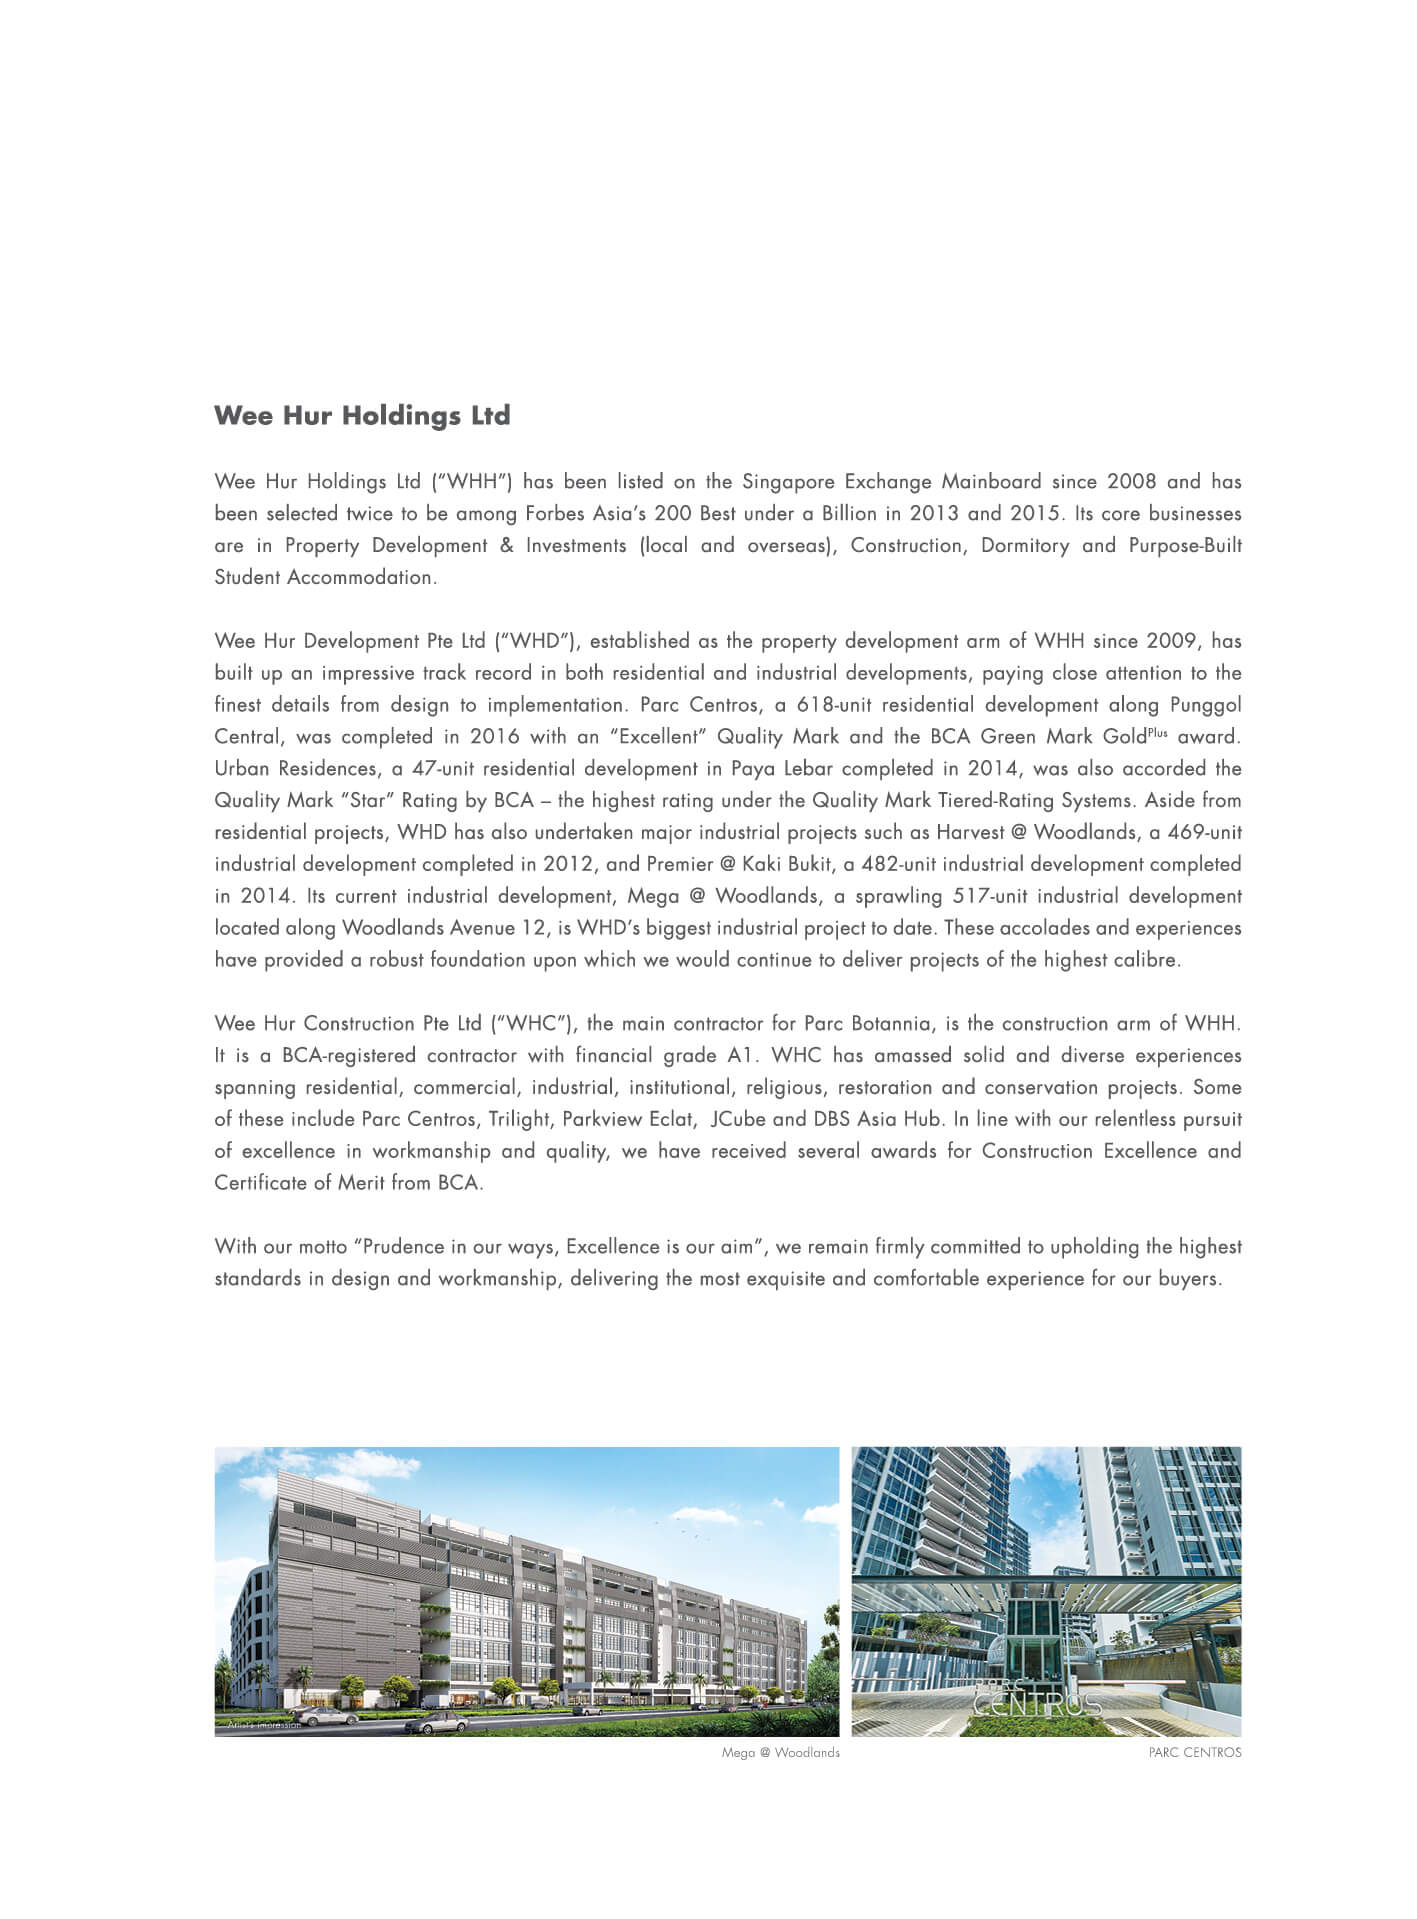 Wee Hur Holdings Ltd
Wee Hur Holdings Ltd (“WHH”) has been listed on the Singapore Exchange Mainboard since 2008 and has
been selected twice to be among Forbes Asia’s 200 Best under a Billion in 2013 and 2015. Its core businesses
are in Property Development & Investments (local and overseas), Construction, Dormitory and Purpose-Built
Student Accommodation.
Wee Hur Development Pte Ltd (“WHD”), established as the property development arm of WHH since 2009, has
built up an impressive track record in both residential and industrial developments, paying close attention to the
finest details from design to implementation. Parc Centros, a 618-unit residential development along Punggol
Central, was completed in 2016 with an “Excellent” Quality Mark and the BCA Green Mark GoldPlus award.
Urban Residences, a 47-unit residential development in Paya Lebar completed in 2014, was also accorded the
Quality Mark “Star” Rating by BCA – the highest rating under the Quality Mark Tiered-Rating Systems. Aside from
residential projects, WHD has also undertaken major industrial projects such as Harvest @ Woodlands, a 469-unit
industrial development completed in 2012, and Premier @ Kaki Bukit, a 482-unit industrial development completed
in 2014. Its current industrial development, Mega @ Woodlands, a sprawling 517-unit industrial development
located along Woodlands Avenue 12, is WHD’s biggest industrial project to date. These accolades and experiences
have provided a robust foundation upon which we would continue to deliver projects of the highest calibre.
Wee Hur Construction Pte Ltd (“WHC”), the main contractor for Parc Botannia, is the construction arm of WHH.
It is a BCA-registered contractor with financial grade A1. WHC has amassed solid and diverse experiences
spanning residential, commercial, industrial, institutional, religious, restoration and conservation projects. Some
of these include Parc Centros, Trilight, Parkview Eclat, JCube and DBS Asia Hub. In line with our relentless pursuit
of excellence in workmanship and quality, we have received several awards for Construction Excellence and
Certificate of Merit from BCA.
With our motto “Prudence in our ways, Excellence is our aim”, we remain firmly committed to upholding the highest
standards in design and workmanship, delivering the most exquisite and comfortable experience for our buyers.
Artist's impression
PARC
CENTROS
Mega @ Woodlands
PARC CENTROS